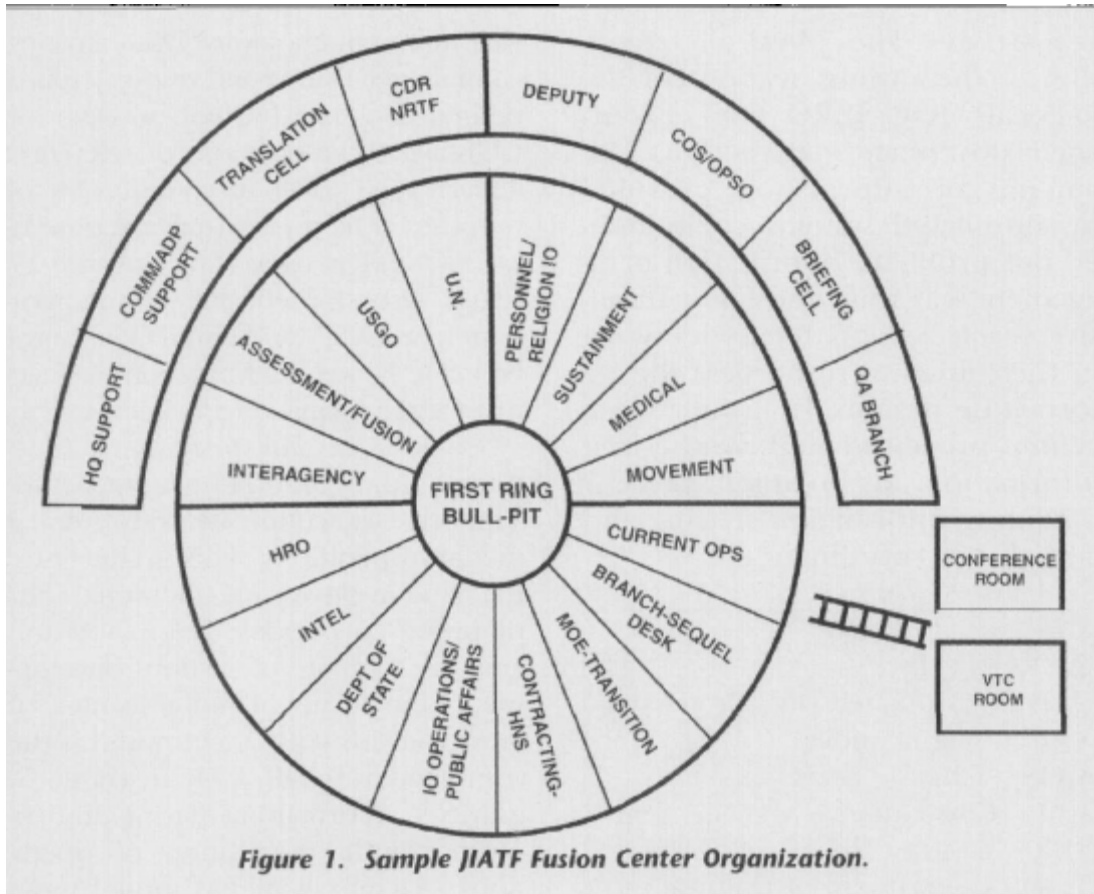 CDR
NRTF
DEPUTY
TRANSLATION
CELL
COS/OPSO
COMM/ADP
SUPPORT
BRIEFING
CELL
HQ SUPPORT
QA BRANCH
U.N.
PERSONNEL/
RELIGION IO
USGO
SUSTAINMENT
ASSESSMENT/FUSION
MEDICAL
INTERAGENCY
MOVEMENT
FIRST RING
BULL-PIT
HRO
CURRENT OPS
INTEL
BRANCH-SEQUEL
DESK
DEPT OF
STATE
MOE-TRANSITION
IO OPERATIONS/
PUBLIC AFFAIRS
CONTRACTING-
HNS
CONFERENCE
ROOM
VTC
ROOM
Figure 1. Sample JIATF Fusion Center Organization.